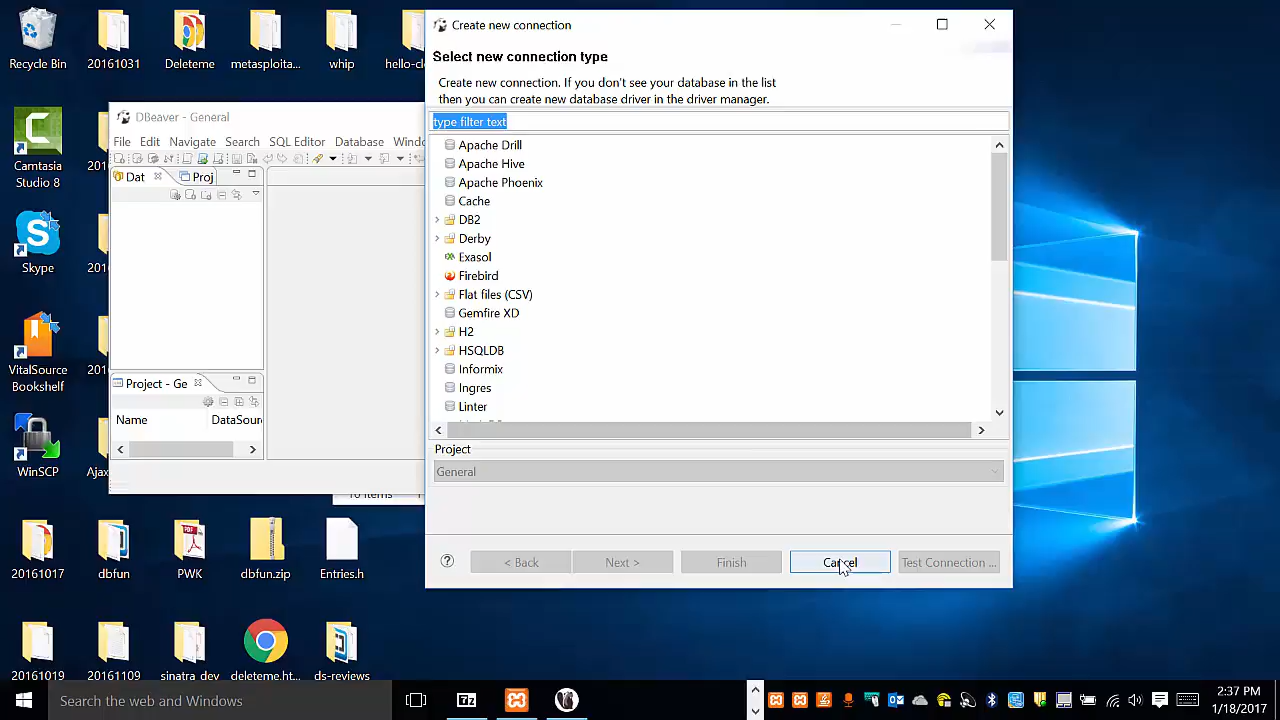 Recycle Bin
20161031
Deleteme
metasploita...
whip
hello-c
Camtasia
Studio 8
Skype
VitalSource
Bookshelf
WinSCP
Ajax
20161017
dbfun
PWK
dbfun.zip
Entries.h
20161019
20161109
sinatra_dev
deleteme.ht...
ds-reviews
DBeaver - General
File Edit Navigate Search SQL Editor Database
Dat Proj
Project - Ge
Name DataSour
Create new connection
Select new connection type
Create new connection. If you don't see your database in the list
then you can create new database driver in the driver manager.
type filter text
Apache Drill
Apache Hive
Apache Phoenix
Cache
DB2
Derby
Exasol
Firebird
Flat files (CSV)
Gemfire XD
H2
HSQLDB
Informix
Ingres
Linter
Project
General
< Back Next > Finish Cancel Test Connection ...
Search the web and Windows
2:37 PM
1/18/2017